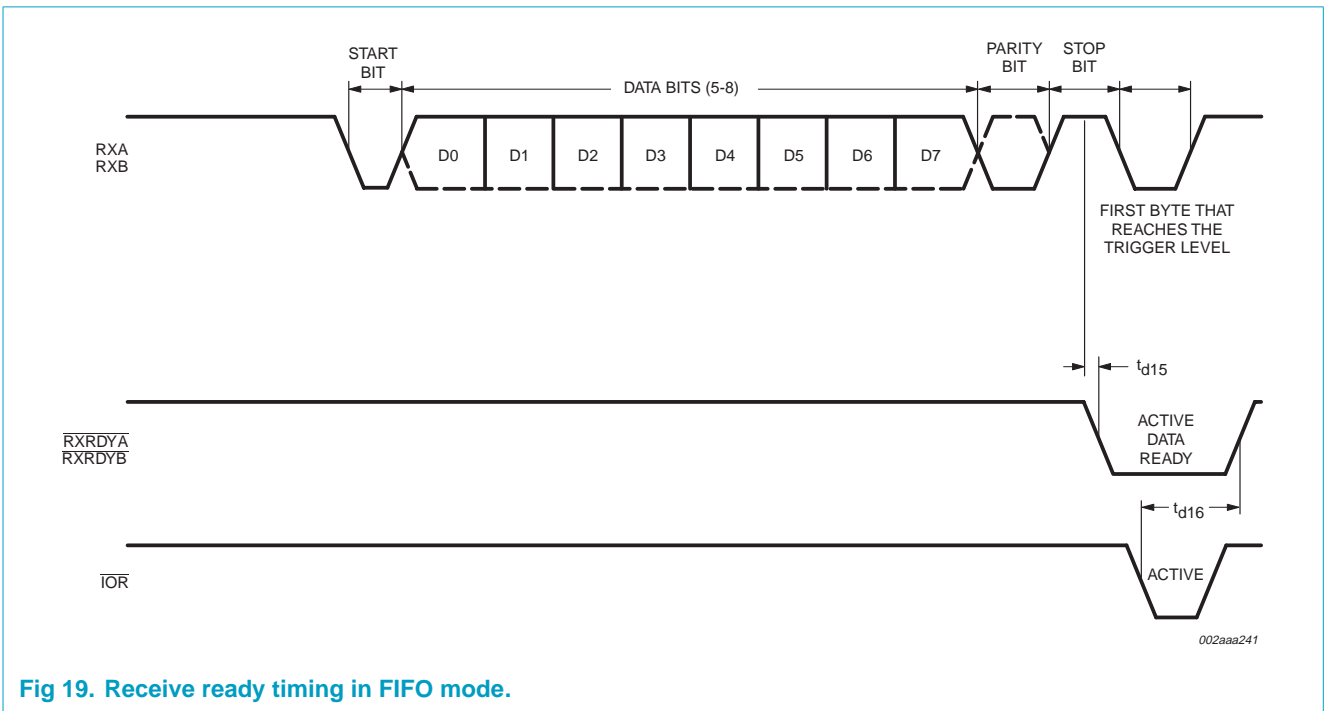 START
BIT
DATA BITS (5-8)
PARITY
BIT
STOP
BIT
RXA
RXB
D0
D1
D2
D3
D4
D5
D6
D7
FIRST BYTE THAT
REACHES THE
TRIGGER LEVEL
td15
RXRDYA
RXRDYB
ACTIVE
DATA
READY
td16
IOR
ACTIVE
002aaa241
Fig 19. Receive ready timing in FIFO mode.